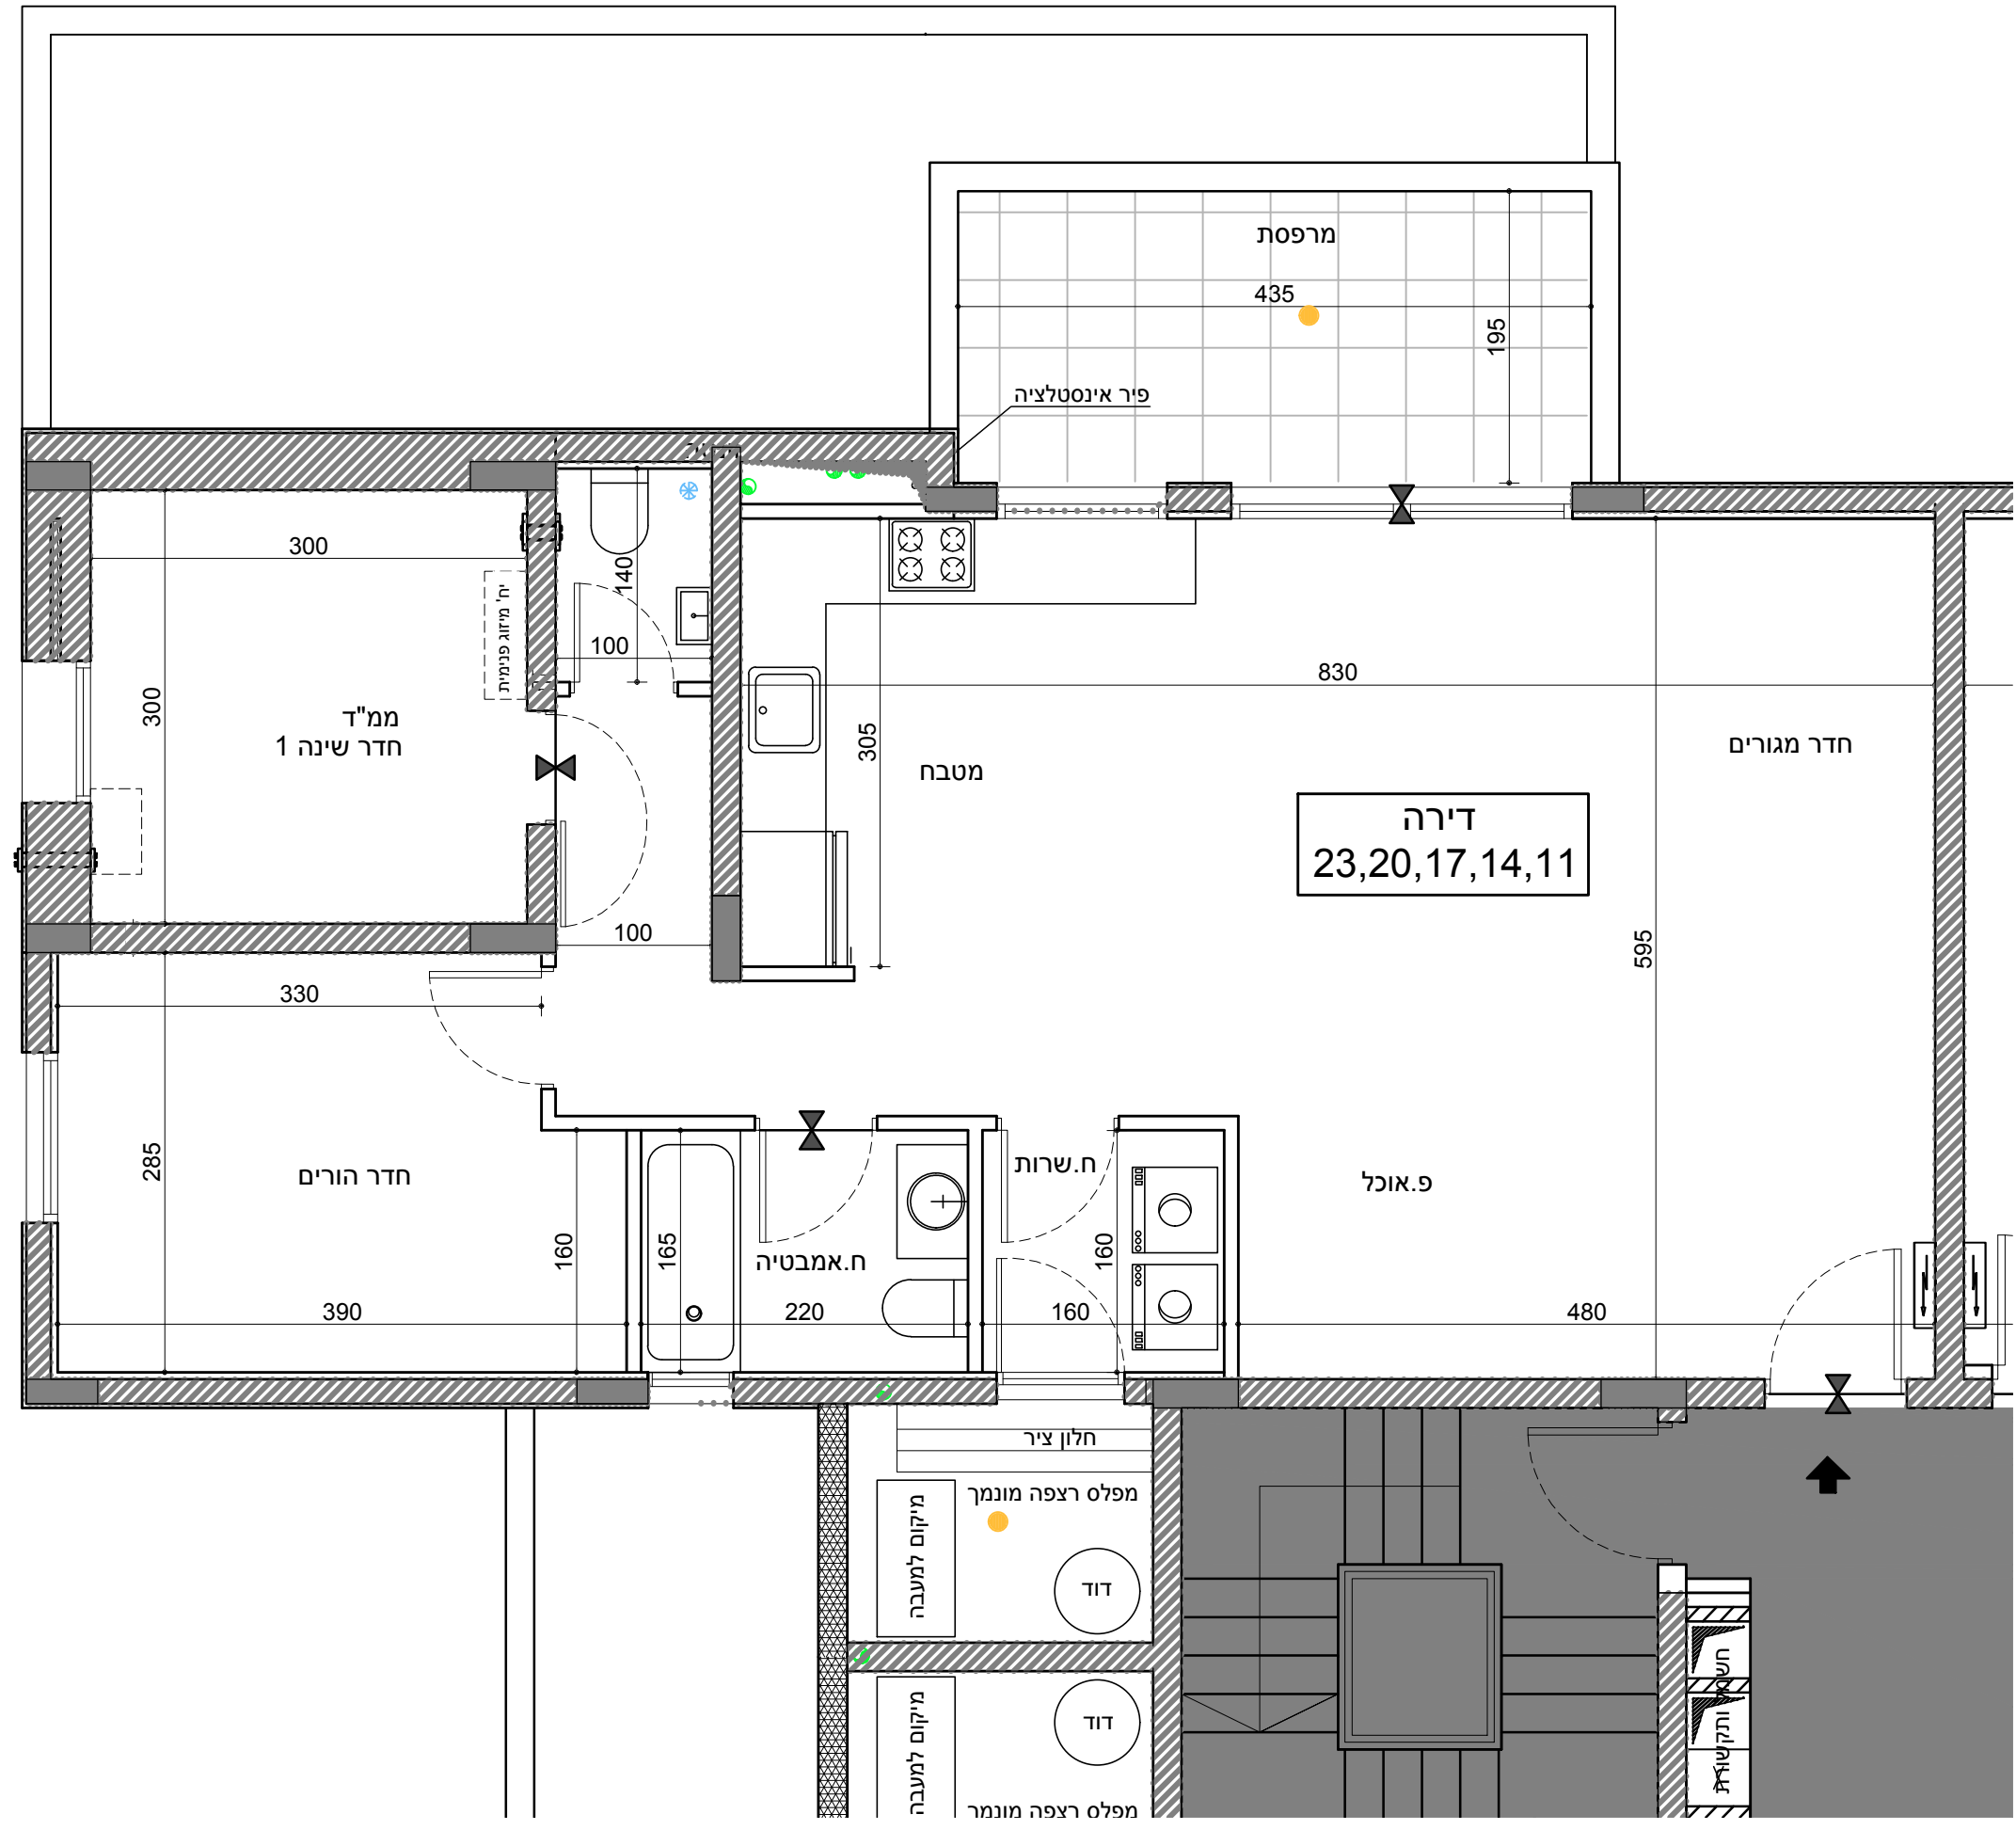 מרפסת
435
195
פיר אינסטלציה
300
140
יח' מיזוג פנימית
100
830
300
ממ"ד
חדר שינה 1
305
מטבח
חדר מגורים
דירה
23,20,17,14,11
100
595
330
285
חדר הורים
ח.שרות
פ.אוכל
160
165
ח.אמבטיה
160
390
220
160
480
חלון ציר
מפלס רצפה מונמך
מיקום למעבה
דוד
חשמל ותקשורת
דוד
מיקום למעבה
מפלס רצפה מונמך